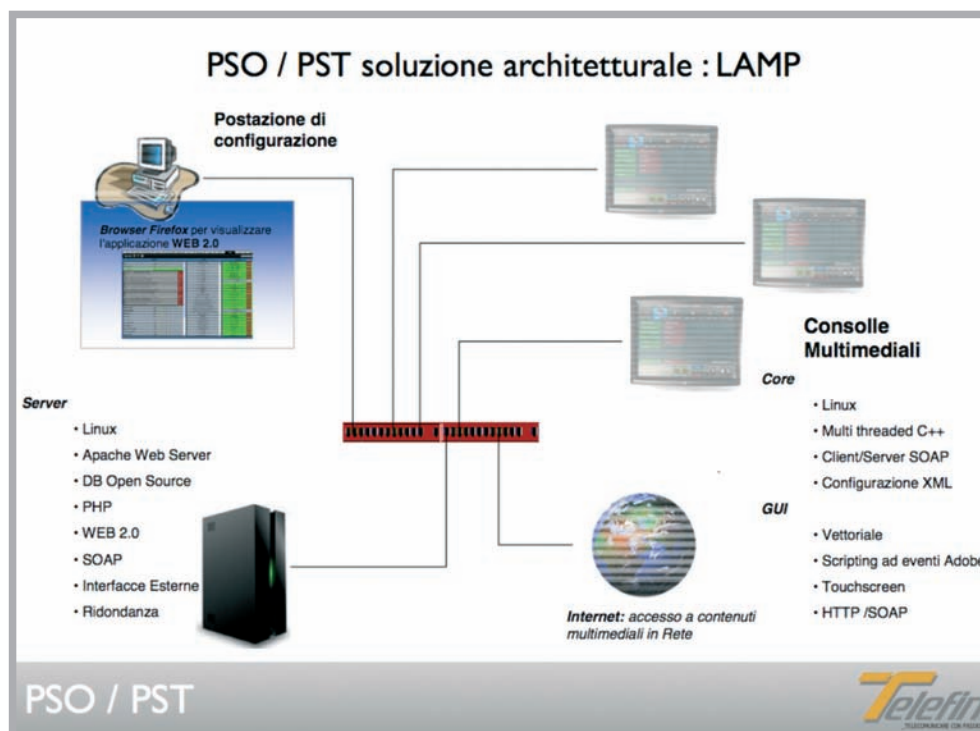 PSO / PST soluzione architetturale : LAMP
Postazione di
configurazione
Browser Firefox per visualizzare
l'applicazione WEB 2.0
Consolle
Multimediali
Core
• Linux
• Multi threaded C++
• Client/Server SOAP
• Configurazione XML
GUI
• Vettoriale
• Scripting ad eventi Adobe
• Touchscreen
• HTTP /SOAP
Server
• Linux
• Apache Web Server
• DB Open Source
• PHP
• WEB 2.0
• SOAP
• Interfacce Esterne
• Ridondanza
Internet: accesso a contenuti
multimediali in Rete
PSO / PST
Telefin